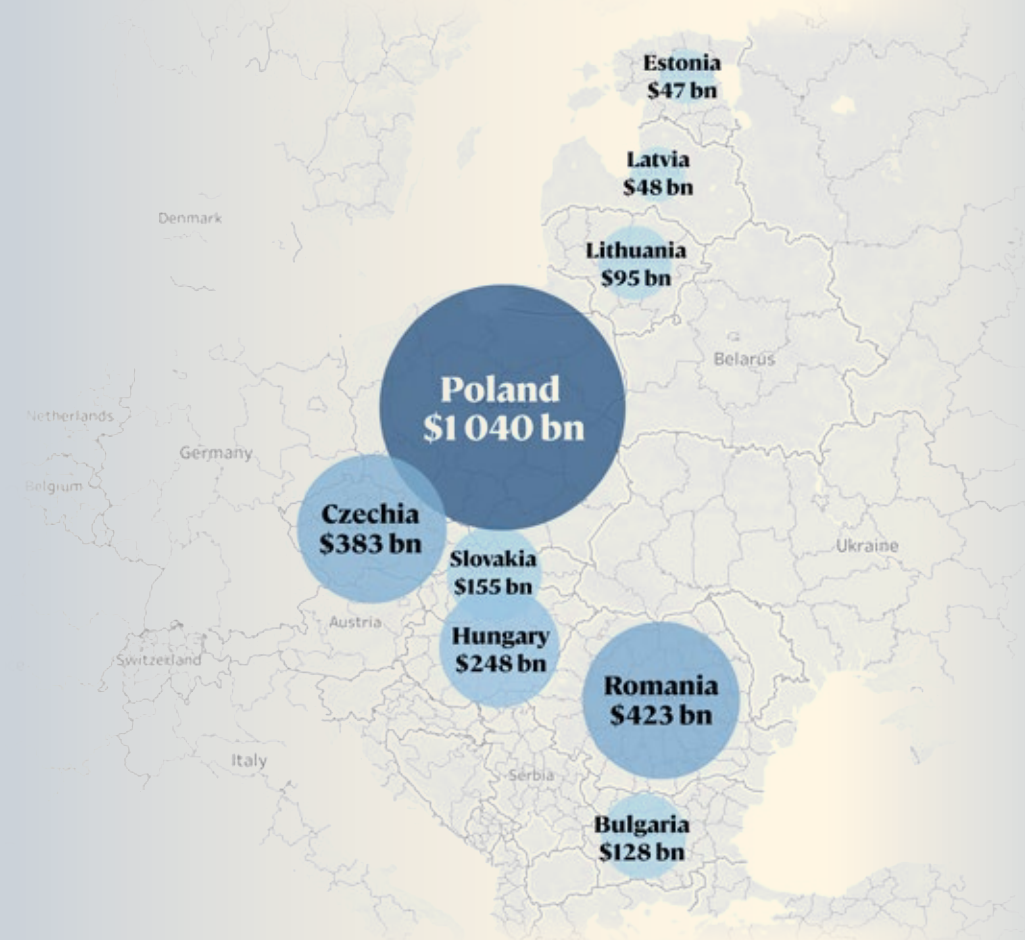 Estonia
$47 bn
Latvia
$48 bn
Denmark
Lithuania
$95 bn
Belarus
Poland
$1 040 bn
Netherlands
Germany
Belgium
Czechia
$383 bn
Ukraine
Slovakia
$155 bn
Austria
Hungary
$248 bn
Switzerland
Romania
$423 bn
Italy
Serbia
Bulgaria
$128 bn